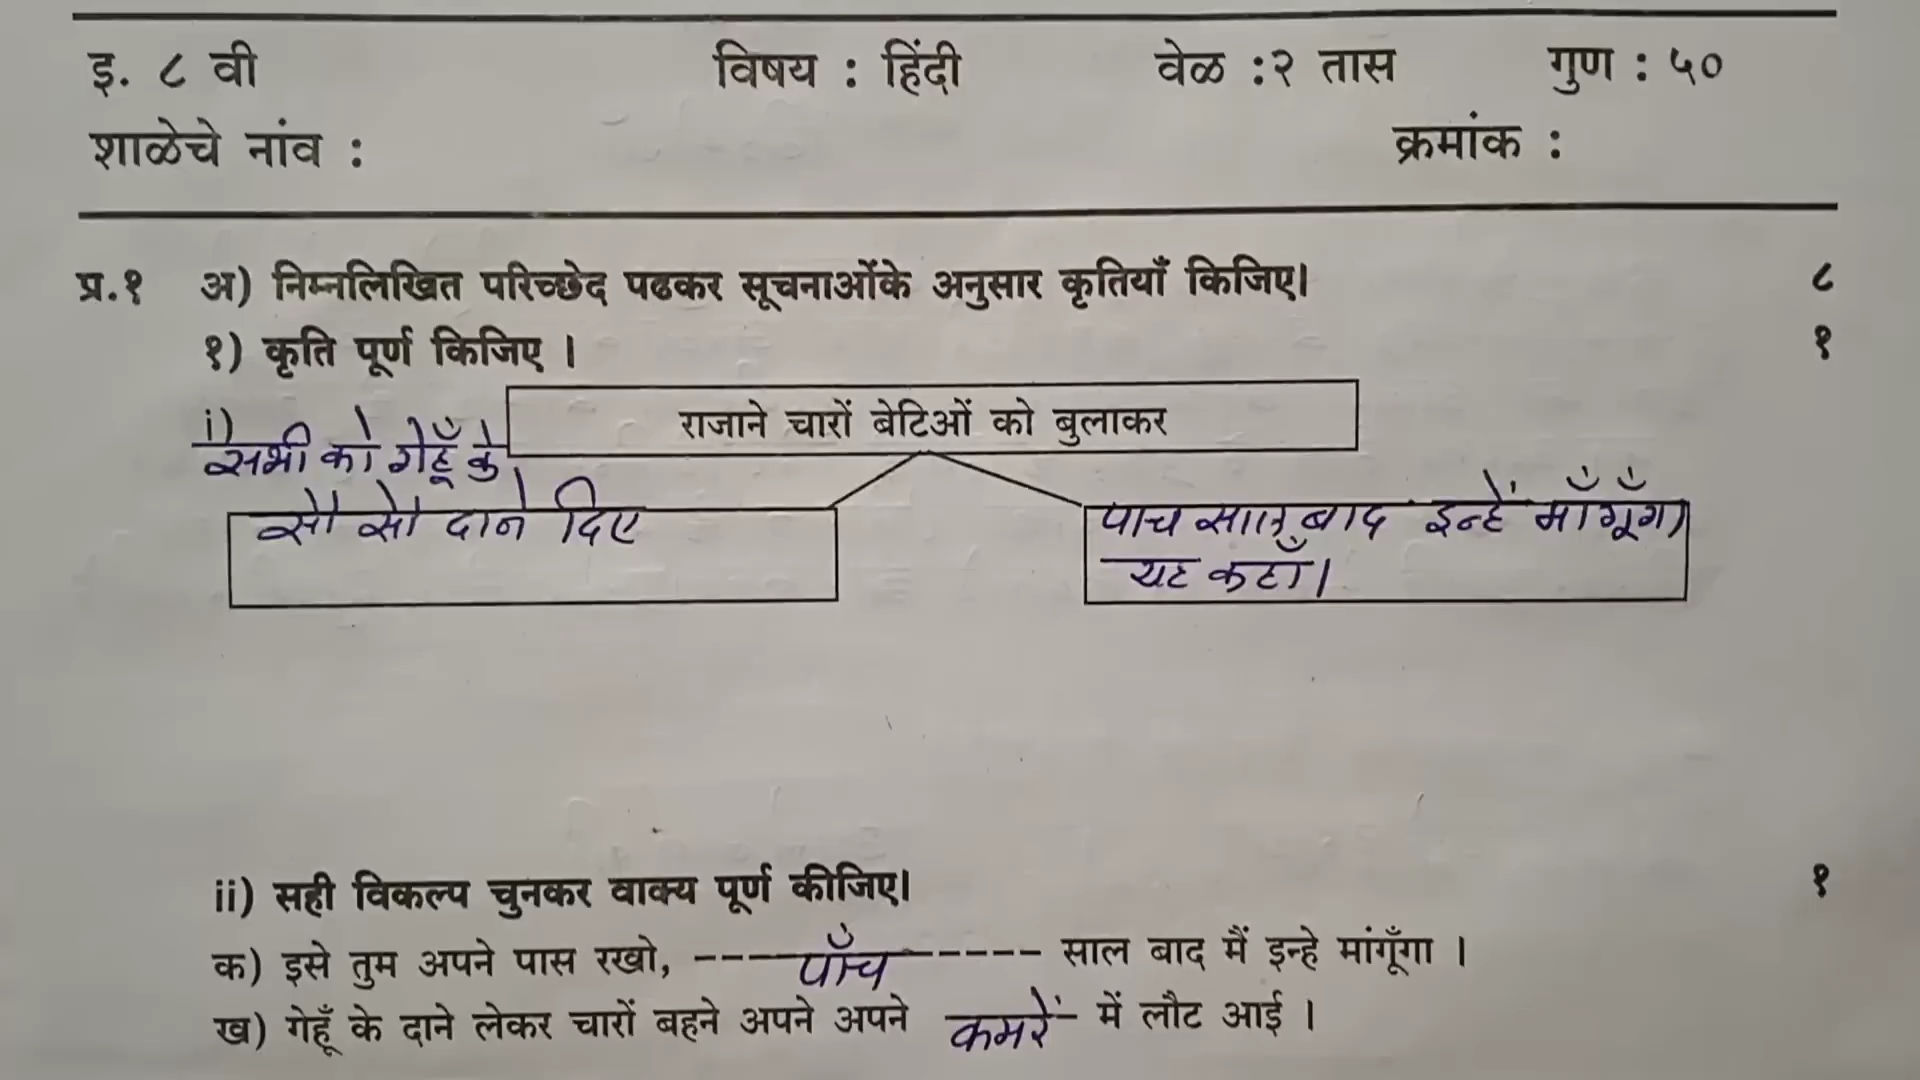 इ. ८ वी विषय : हिंदी वेळ :२ तास गुण : ५०
शाळेचे नांव : क्रमांक :
प्र.१ अ) निम्नलिखित परिच्छेद पढकर सूचनाओंके अनुसार कृतियाँ किजिए। ८
१) कृति पूर्ण किजिए । १
i) राजाने चारों बेटिओं को बुलाकर
सभी को गेहूँ के
सौ सौ दाने दिए
पाच साल बाद इन्हें माँगूँगा
यह कहाँ।
ii) सही विकल्प चुनकर वाक्य पूर्ण कीजिए। १
क) इसे तुम अपने पास रखो, ---पाँच----- साल बाद मैं इन्हे मांगूँगा ।
ख) गेहूँ के दाने लेकर चारों बहने अपने अपने कमरें- में लौट आई ।